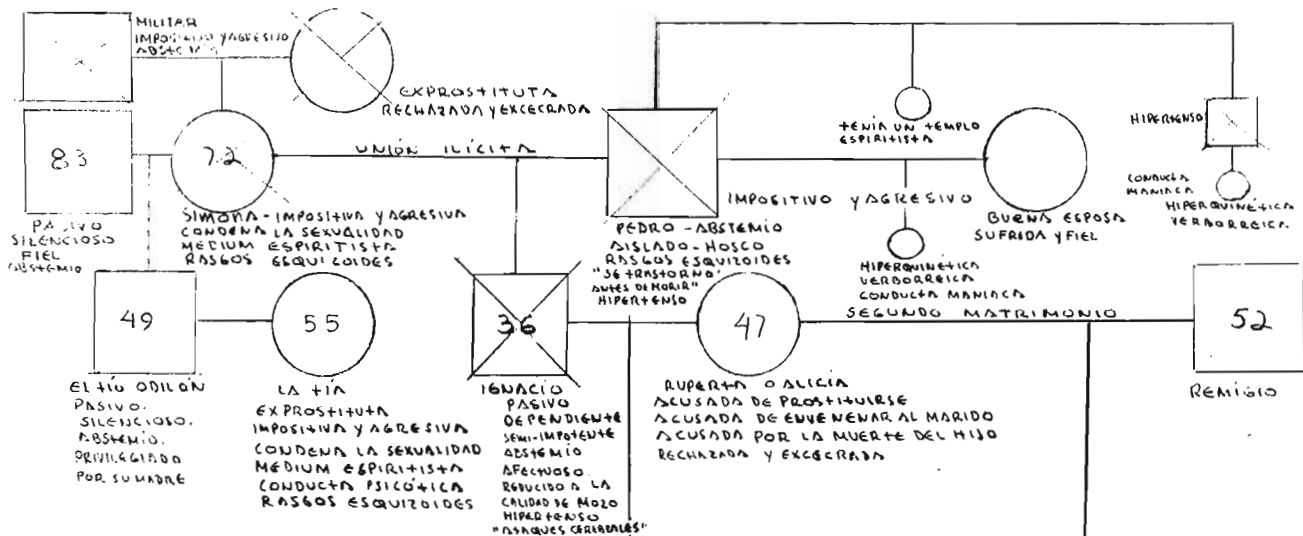 MILITAR
IMPOSITIVO Y AGRESIVO
ABSTEMIO
EXPROSTITUTA
RECHAZADA Y EXCECRADA
83
PASIVO
SILENCIOSO
FIEL
ABSTEMIO
72
SIMONA - IMPOSITIVA Y AGRESIVA
CONDENA LA SEXUALIDAD
MEDIUM ESPIRITISTA
RASGOS ESQUIZOIDES
UNIÓN ILÍCITA
PEDRO - ABSTEMIO
AISLADO - HOSCO
RASGOS ESQUIZOIDES
"SE TRASTORNO
ANTES DE MORIR"
HIPERTENSO
IMPOSITIVO Y AGRESIVO
TENÍA UN TEMPLO
ESPIRITISTA
HIPERQUINÉTICA
VERBORREICA
CONDUCTA MANIACA
BUENA ESPOSA
SUFRIDA Y FIEL
HIPERTENSO
CONDUCTA
MANIACA
HIPERQUINÉTICA
VERBORREICA
49
EL TÍO ODILÓN
PASIVO.
SILENCIOSO.
ABSTEMIO.
PRIVILEGIADO
POR SU MADRE
55
LA TÍA
EXPROSTITUTA
IMPOSITIVA Y AGRESIVA
CONDENA LA SEXUALIDAD
MEDIUM ESPIRITISTA
CONDUCTA PSICÓTICA
RASGOS ESQUIZOIDES
36
IGNACIO
PASIVO
DEPENDIENTE
SEMI-IMPOTENTE
ABSTEMIO
AFECTUOSO.
REDUCIDO A LA
CALIDAD DE MOZO
HIPERTENSO
"ATAQUES CEREBRALES"
47
RUPERTA O ALICIA
ACUSADA DE PROSTITUIRSE
ACUSADA DE ENVENENAR AL MARIDO
ACUSADA POR LA MUERTE DEL HIJO
RECHAZADA Y EXCECRADA
SEGUNDO MATRIMONIO
52
REMIGIO